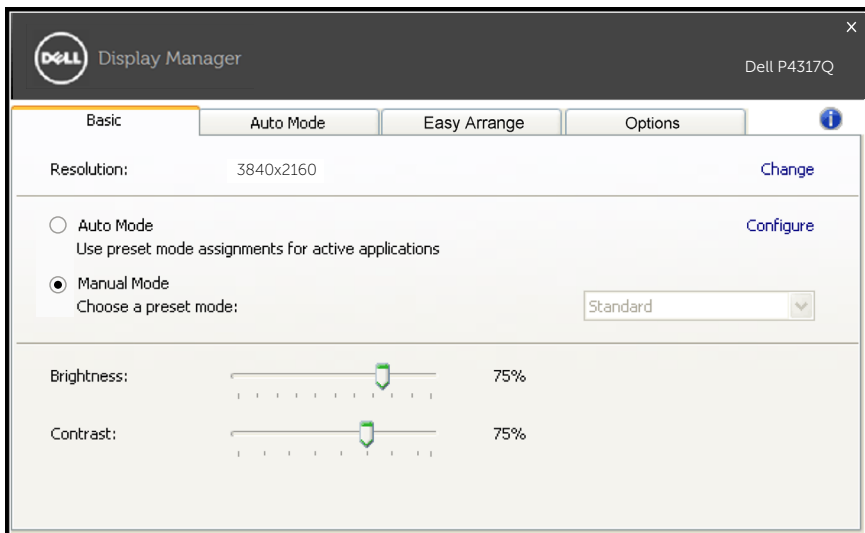 X
DELL Display Manager
Dell P4317Q
Basic Auto Mode Easy Arrange Options i
Resolution: 3840x2160 Change
Auto Mode Configure
Use preset mode assignments for active applications
Manual Mode
Choose a preset mode: Standard
Brightness: 75%
Contrast: 75%